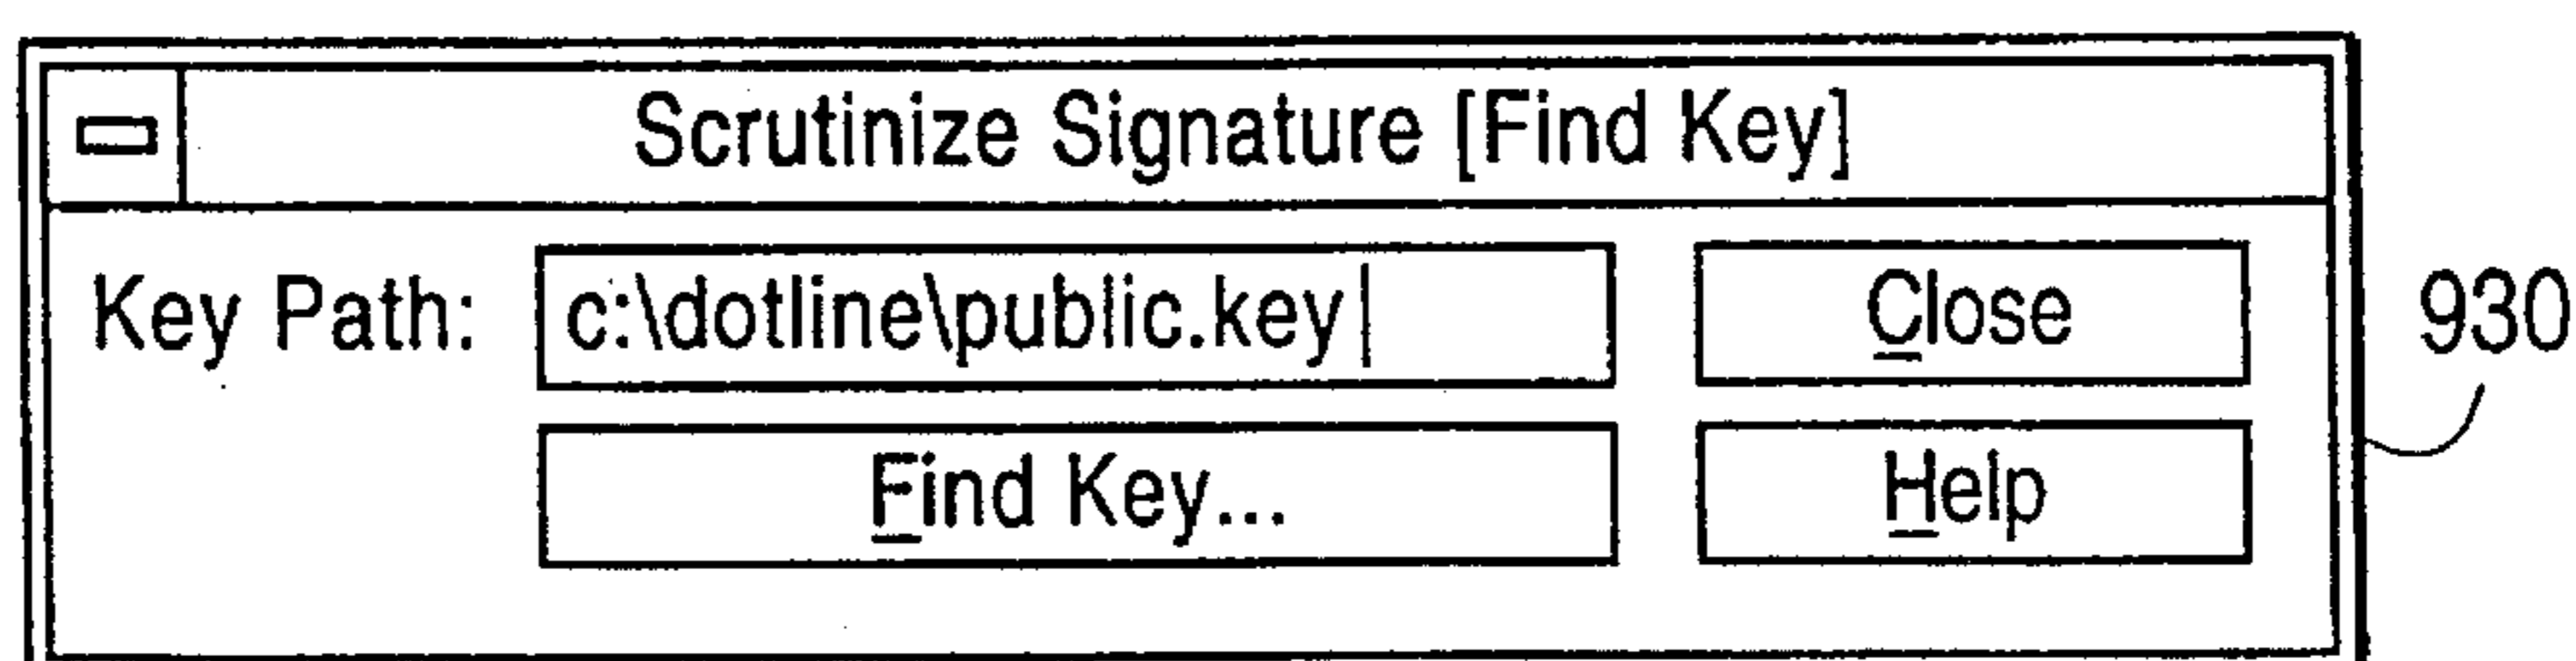 Scrutinize Signature [Find Key]
Key Path: c:\dotline\public.key Close 930
Find Key... Help